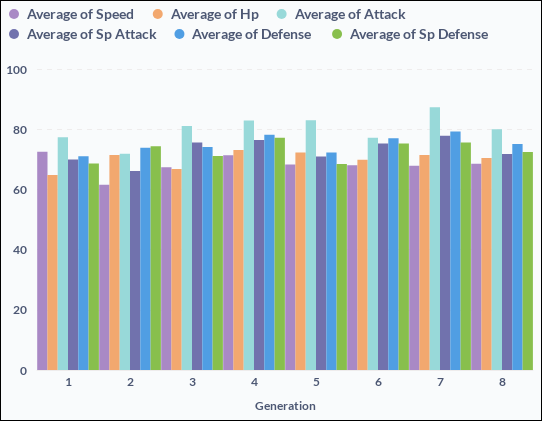 Average of Speed Average of Hp Average of Attack
Average of Sp Attack Average of Defense Average of Sp Defense
100
80
60
40
20
0
1 2 3 4 5 6 7 8
Generation